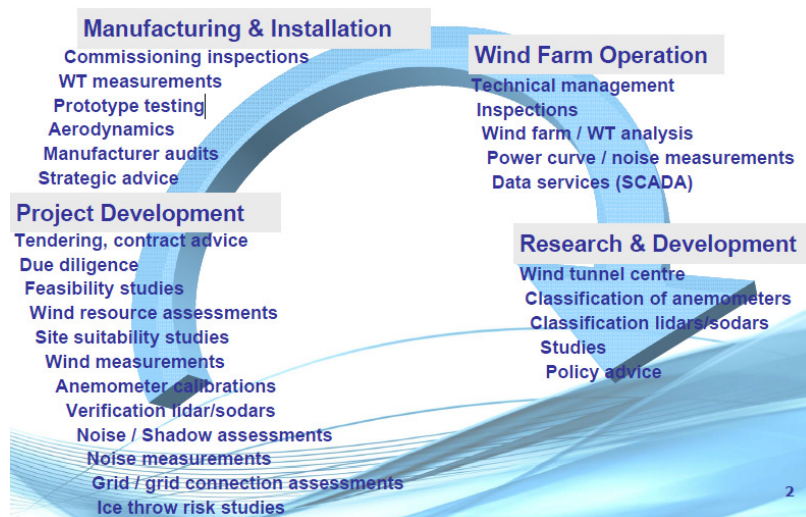 Manufacturing & Installation
Commissioning inspections
WT measurements
Prototype testing
Aerodynamics
Manufacturer audits
Strategic advice
Project Development
Tendering, contract advice
Due diligence
Feasibility studies
Wind resource assessments
Site suitability studies
Wind measurements
Anemometer calibrations
Verification lidar/sodars
Noise / Shadow assessments
Noise measurements
Grid / grid connection assessments
Ice throw risk studies
Wind Farm Operation
Technical management
Inspections
Wind farm / WT analysis
Power curve / noise measurements
Data services (SCADA)
Research & Development
Wind tunnel centre
Classification of anemometers
Classification lidars/sodars
Studies
Policy advice
2